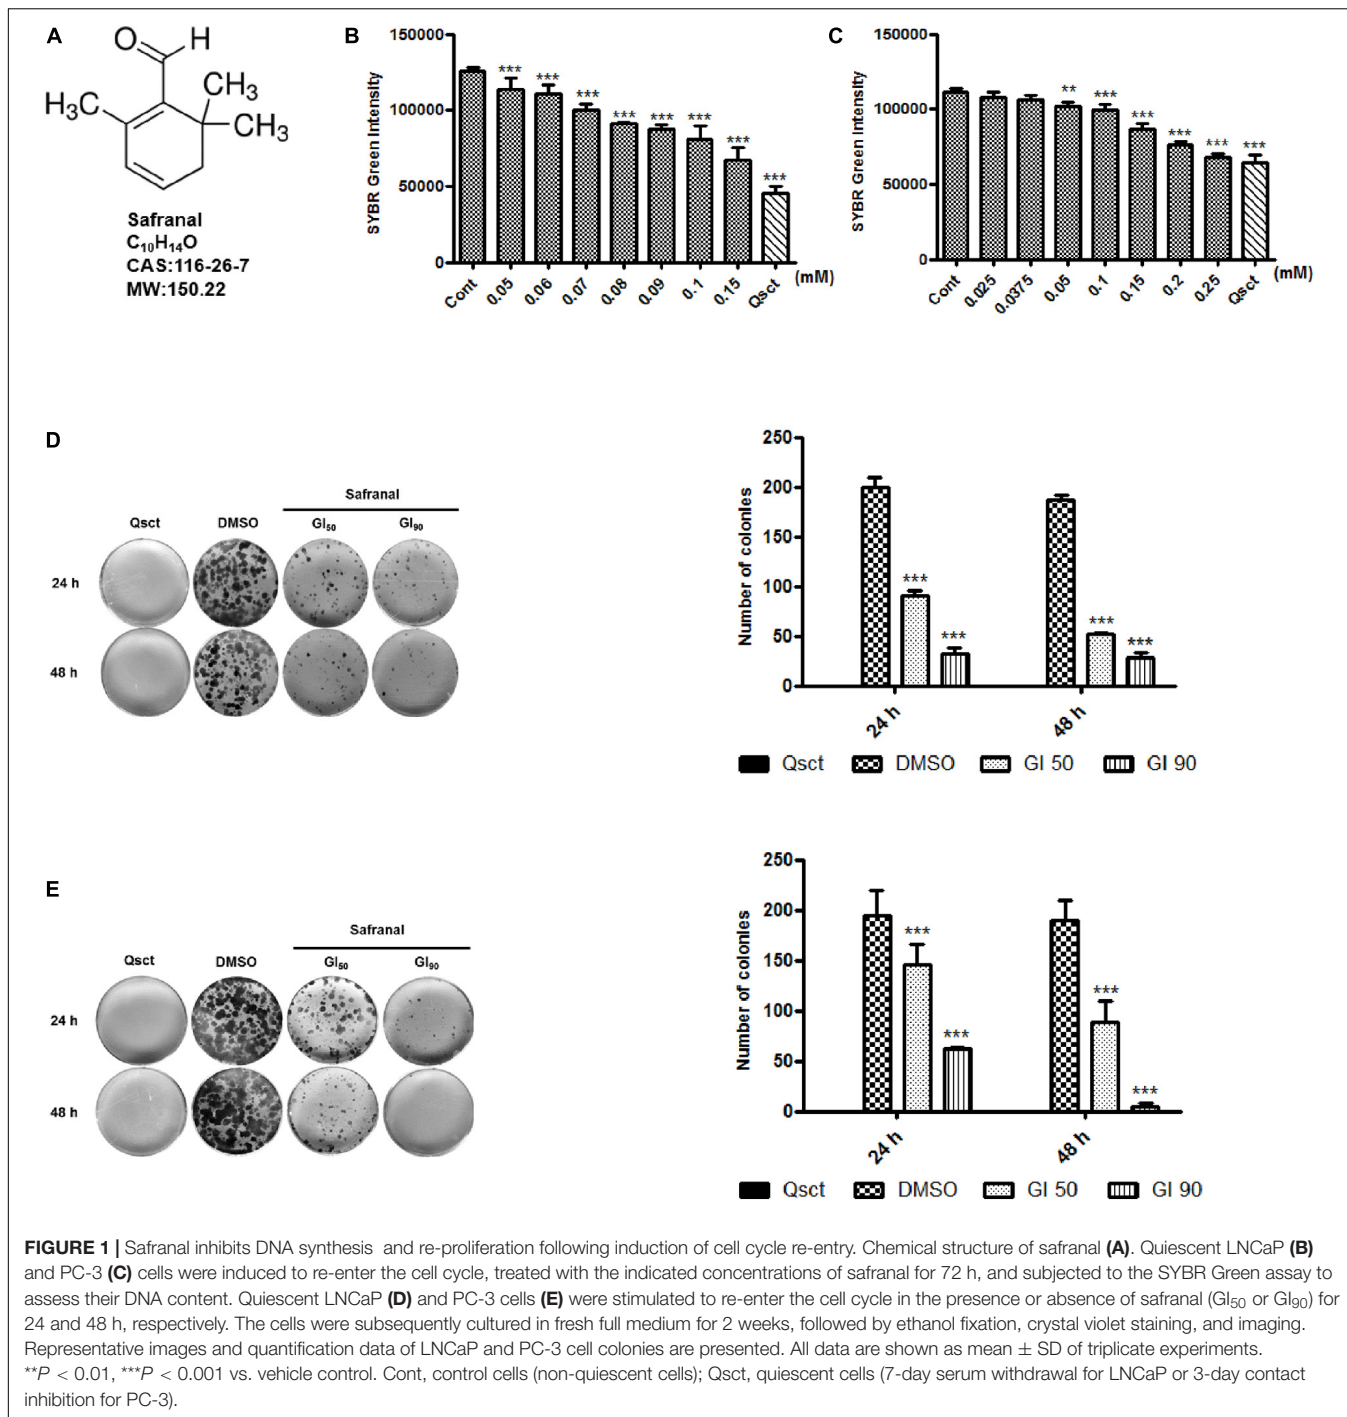 A
O
H
H₃C
CH₃
CH₃
Safranal
C₁₀H₁₄O
CAS:116-26-7
MW:150.22
B
SYBR Green Intensity
150000
100000
50000
0
***
***
***
***
***
***
***
***
Cont 0.05 0.06 0.07 0.08 0.09 0.1 0.15 Qsct (mM)
C
SYBR Green Intensity
150000
100000
50000
0
**
***
***
***
***
***
Cont 0.025 0.0375 0.05 0.1 0.15 0.2 0.25 Qsct (mM)
D
Safranal
Qsct DMSO GI₅₀ GI₉₀
24 h
48 h
Number of colonies
250
200
150
100
50
0
***
***
***
***
24 h 48 h
Qsct DMSO GI 50 GI 90
E
Safranal
Qsct DMSO GI₅₀ GI₉₀
24 h
48 h
Number of colonies
250
200
150
100
50
0
***
***
***
***
24 h 48 h
Qsct DMSO GI 50 GI 90
FIGURE 1 | Safranal inhibits DNA synthesis and re-proliferation following induction of cell cycle re-entry. Chemical structure of safranal (A). Quiescent LNCaP (B)
and PC-3 (C) cells were induced to re-enter the cell cycle, treated with the indicated concentrations of safranal for 72 h, and subjected to the SYBR Green assay to
assess their DNA content. Quiescent LNCaP (D) and PC-3 cells (E) were stimulated to re-enter the cell cycle in the presence or absence of safranal (GI₅₀ or GI₉₀) for
24 and 48 h, respectively. The cells were subsequently cultured in fresh full medium for 2 weeks, followed by ethanol fixation, crystal violet staining, and imaging.
Representative images and quantification data of LNCaP and PC-3 cell colonies are presented. All data are shown as mean ± SD of triplicate experiments.
**P < 0.01, ***P < 0.001 vs. vehicle control. Cont, control cells (non-quiescent cells); Qsct, quiescent cells (7-day serum withdrawal for LNCaP or 3-day contact
inhibition for PC-3).